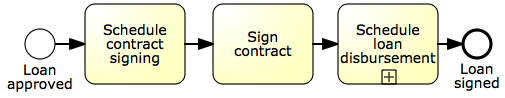 Loan
approved
Schedule
contract
signing
Sign
contract
Schedule
loan
disbursement
Loan
signed